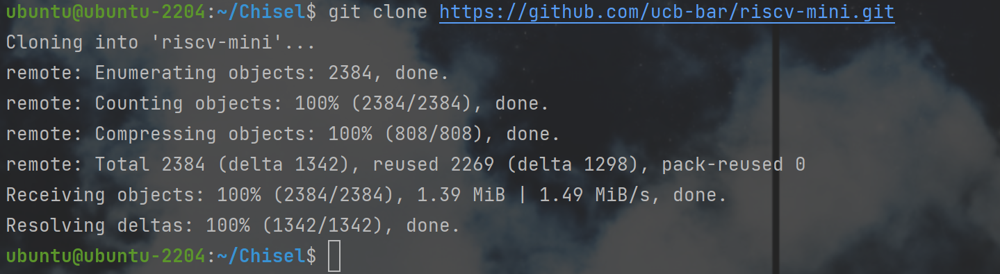 ubuntu@ubuntu-2204:~/Chisel$ git clone https://github.com/ucb-bar/riscv-mini.git
Cloning into 'riscv-mini'...
remote: Enumerating objects: 2384, done.
remote: Counting objects: 100% (2384/2384), done.
remote: Compressing objects: 100% (808/808), done.
remote: Total 2384 (delta 1342), reused 2269 (delta 1298), pack-reused 0
Receiving objects: 100% (2384/2384), 1.39 MiB | 1.49 MiB/s, done.
Resolving deltas: 100% (1342/1342), done.
ubuntu@ubuntu-2204:~/Chisel$